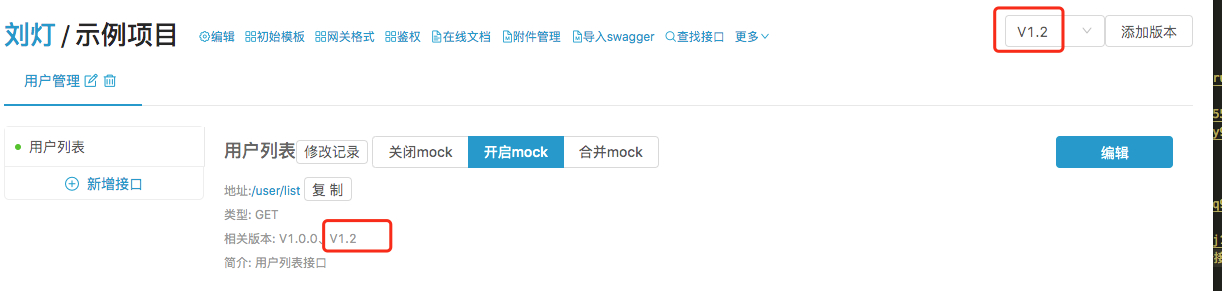 刘灯 / 示例项目 编辑 初始模板 网关格式 鉴权 在线文档 附件管理 导入swagger 查找接口 更多 V1.2 添加版本
用户管理
用户列表
新增接口
用户列表 修改记录 关闭mock 开启mock 合并mock 编辑
地址:/user/list 复 制
类型: GET
相关版本: V1.0.0、V1.2
简介: 用户列表接口